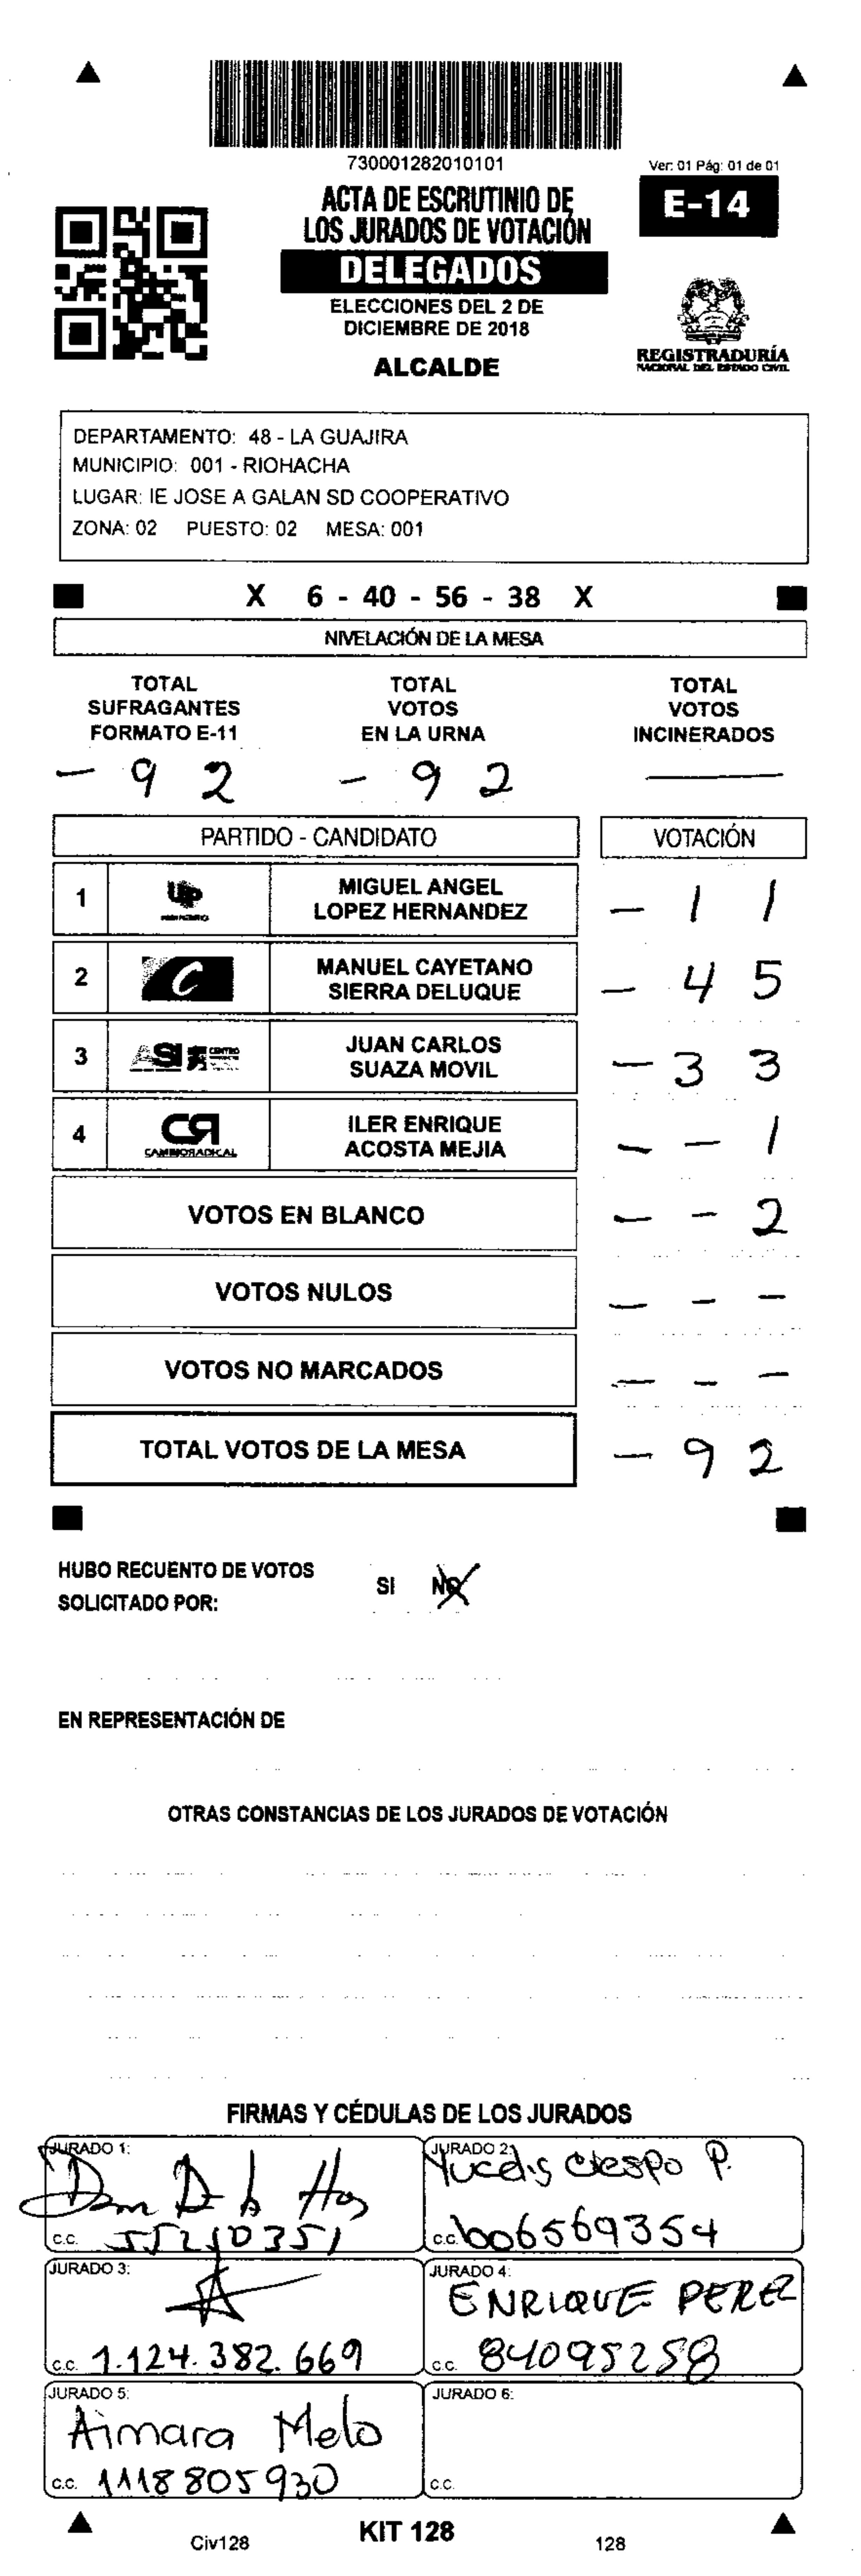 730001282010101
Ver: 01 Pág: 01 de 01
ACTA DE ESCRUTINIO DE
LOS JURADOS DE VOTACIÓN
E-14
DELEGADOS
ELECCIONES DEL 2 DE
DICIEMBRE DE 2018
ALCALDE
REGISTRADURÍA
NACIONAL DEL ESTADO CIVIL
DEPARTAMENTO: 48 - LA GUAJIRA
MUNICIPIO: 001 - RIOHACHA
LUGAR: IE JOSE A GALAN SD COOPERATIVO
ZONA: 02 PUESTO: 02 MESA: 001
X 6 - 40 - 56 - 38 X
NIVELACIÓN DE LA MESA
TOTAL
SUFRAGANTES
FORMATO E-11
TOTAL
VOTOS
EN LA URNA
TOTAL
VOTOS
INCINERADOS
- 9 2 - 9 2 —
PARTIDO - CANDIDATO VOTACIÓN
1 UP MIGUEL ANGEL
LOPEZ HERNANDEZ - 1 1
2 C MANUEL CAYETANO
SIERRA DELUQUE - 4 5
3 ASI CENTRO JUAN CARLOS
SUAZA MOVIL - 3 3
4 CR CAMBIO RADICAL ILER ENRIQUE
ACOSTA MEJIA - - 1
VOTOS EN BLANCO - - 2
VOTOS NULOS - - -
VOTOS NO MARCADOS - - -
TOTAL VOTOS DE LA MESA - 9 2
HUBO RECUENTO DE VOTOS SI NO
SOLICITADO POR:
EN REPRESENTACIÓN DE
OTRAS CONSTANCIAS DE LOS JURADOS DE VOTACIÓN
FIRMAS Y CÉDULAS DE LOS JURADOS
JURADO 1:
c.c. 55210351
JURADO 2:
Yucelis Crespo P.
c.c. 1006569354
JURADO 3:
c.c. 1.124.382.669
JURADO 4:
ENRIQUE PEREZ
c.c. 84095258
JURADO 5:
Aimara Melo
c.c. 1118805930
JURADO 6:
c.c.
Civ128
KIT 128
128